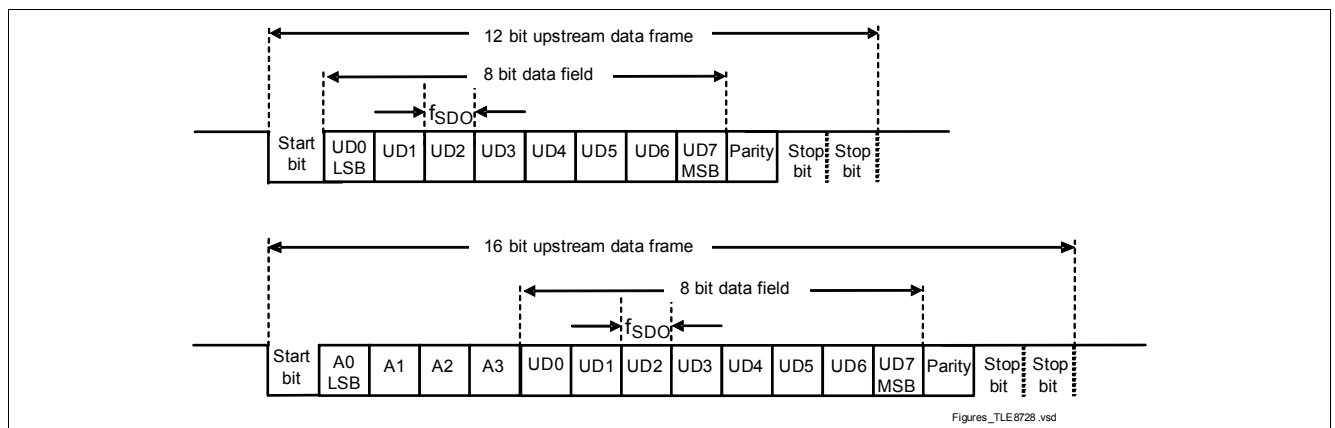 12 bit upstream data frame
8 bit data field
fSDO
Start bit UD0 LSB UD1 UD2 UD3 UD4 UD5 UD6 UD7 MSB Parity Stop bit Stop bit
16 bit upstream data frame
8 bit data field
fSDO
Start bit A0 LSB A1 A2 A3 UD0 UD1 UD2 UD3 UD4 UD5 UD6 UD7 MSB Parity Stop bit Stop bit
Figures_TLE8728.vsd